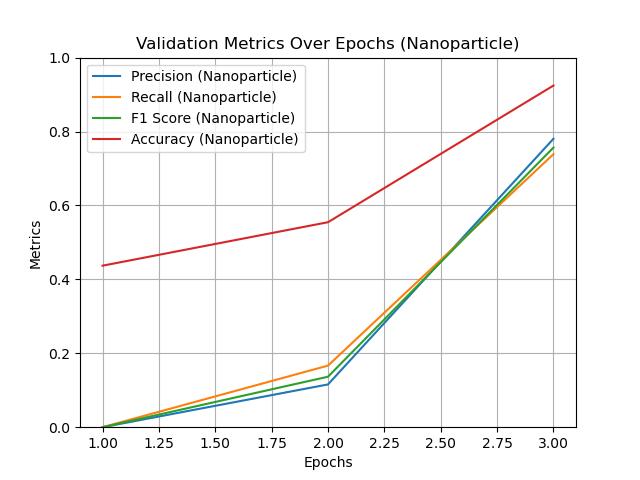 Validation Metrics Over Epochs (Nanoparticle)
1.0
0.8
0.6
0.4
0.2
0.0
Metrics
Precision (Nanoparticle)
Recall (Nanoparticle)
F1 Score (Nanoparticle)
Accuracy (Nanoparticle)
1.00 1.25 1.50 1.75 2.00 2.25 2.50 2.75 3.00
Epochs